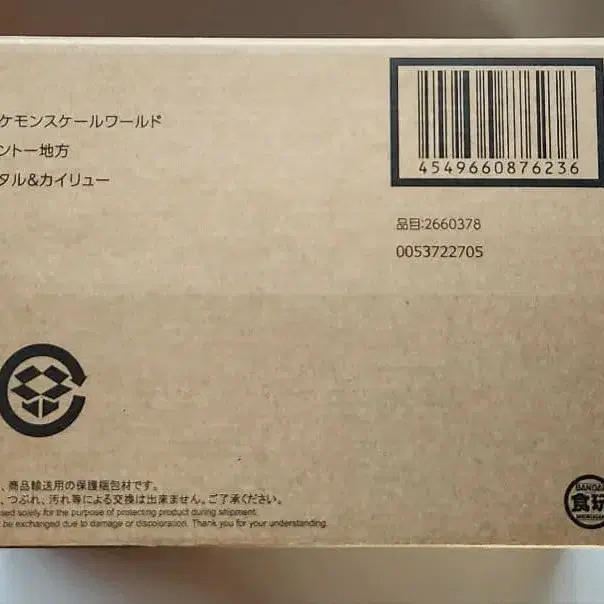 ケモンスケールワールド
ントー地方
タル&カイリュー
4549660876236
品目:2660378
0053722705
、商品輸送用の保護梱包材です。
、つぶれ、汚れ等による交換は出来ません。ご了承ください。
sed solely for the purpose of protecting product during shipment.
be exchanged due to damage or discoloration. Thank you for your understanding.
BANDAI
食玩